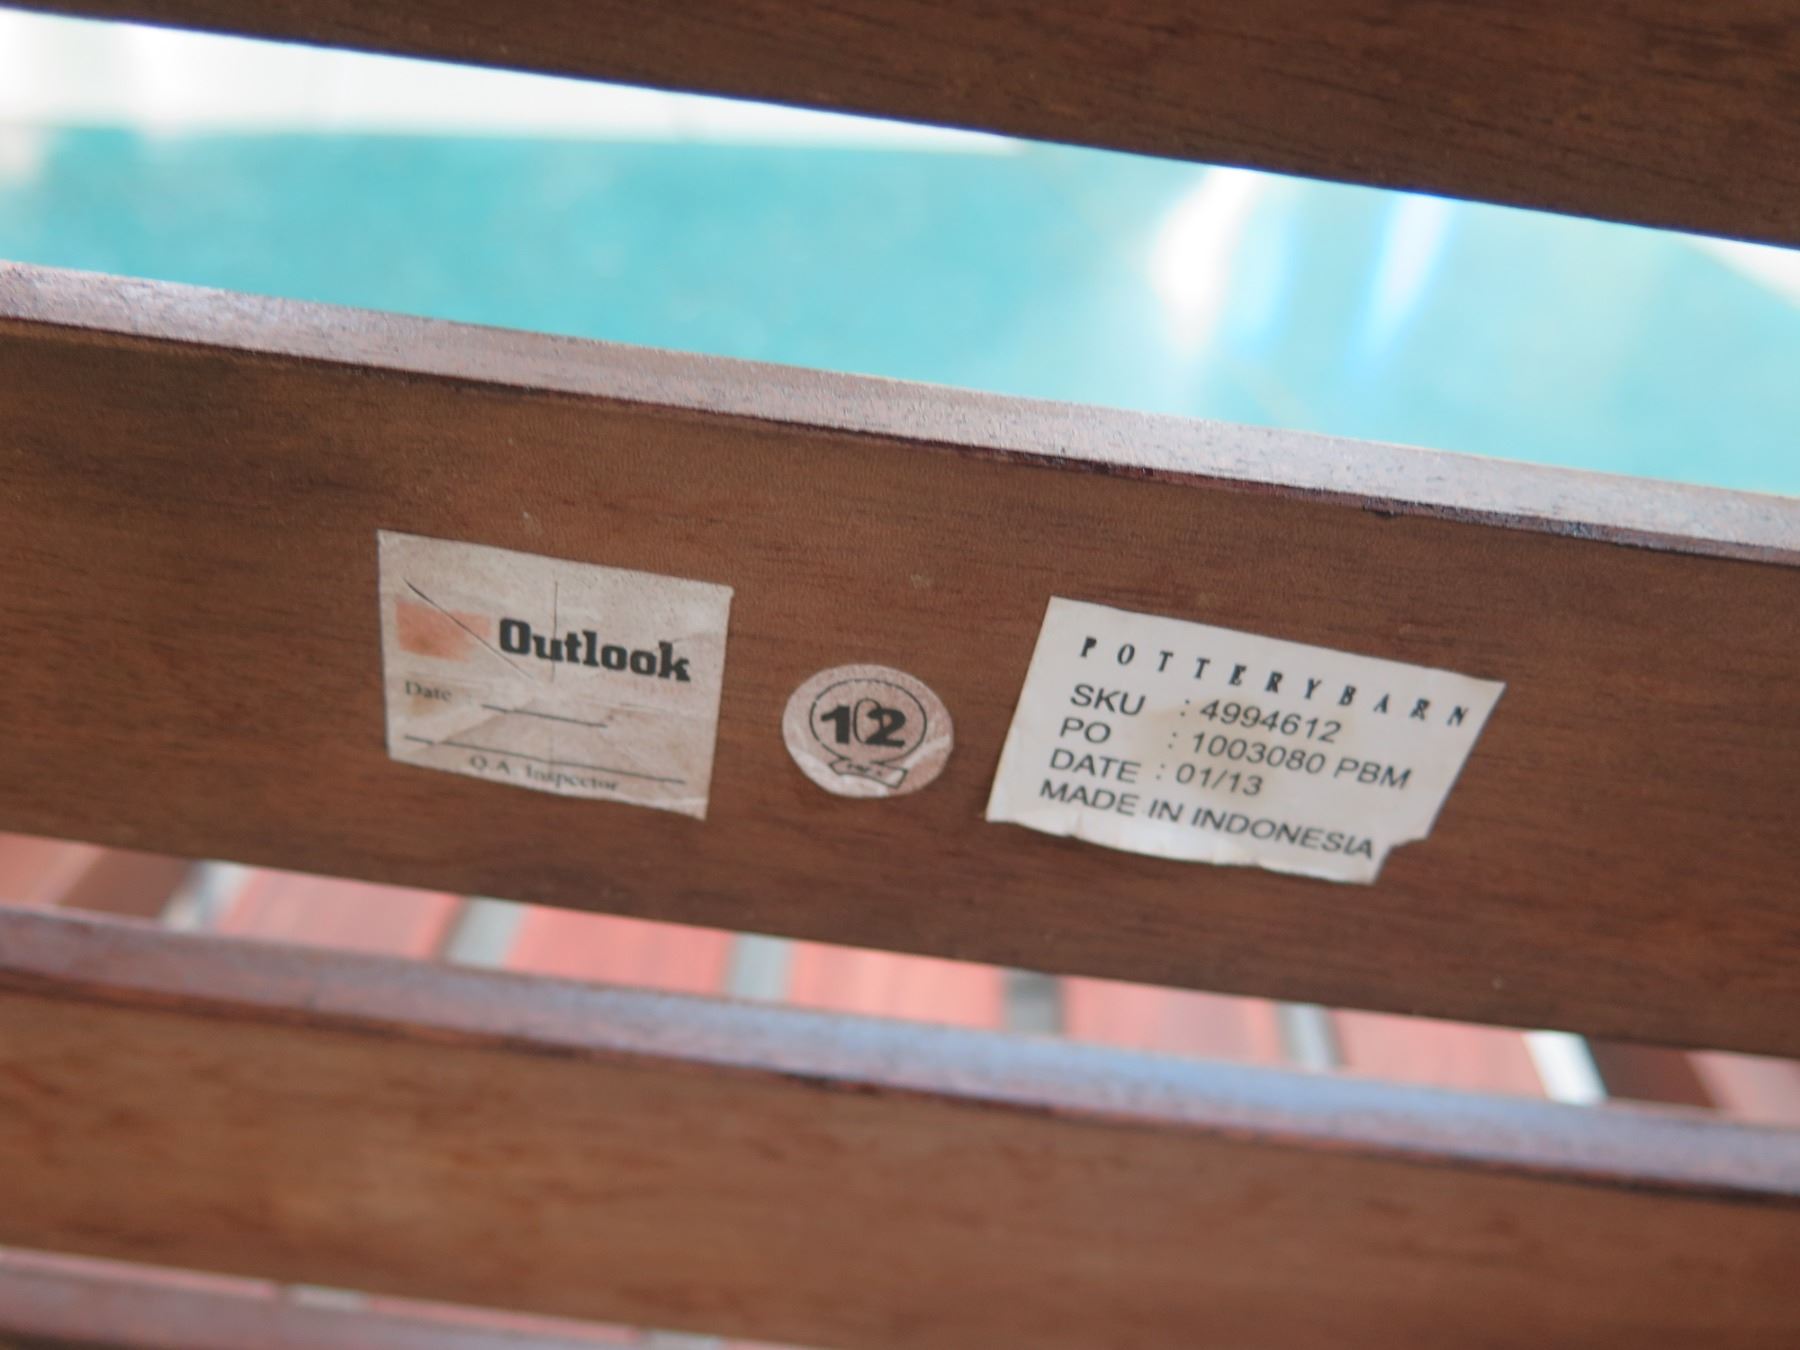 Outlook
Date
Q.A. Inspector
12
POTTERYBARN
SKU : 4994612
PO : 1003080 PBM
DATE : 01/13
MADE IN INDONESIA